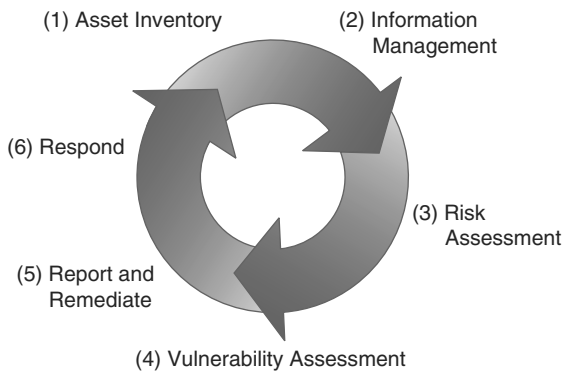 (1) Asset Inventory
(2) Information
Management
(3) Risk
Assessment
(4) Vulnerability Assessment
(5) Report and
Remediate
(6) Respond